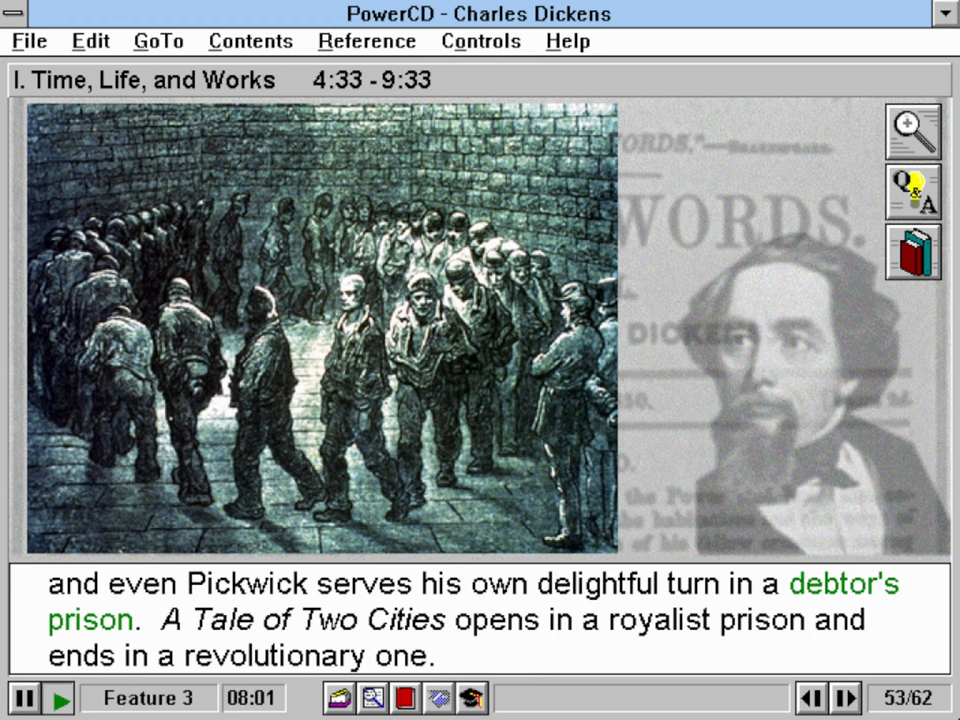 PowerCD - Charles Dickens
File Edit GoTo Contents Reference Controls Help
I. Time, Life, and Works 4:33 - 9:33
ORDS,"—
WORDS.
DICKENS
Q & A
and even Pickwick serves his own delightful turn in a debtor's
prison. A Tale of Two Cities opens in a royalist prison and
ends in a revolutionary one.
Feature 3 08:01 53/62